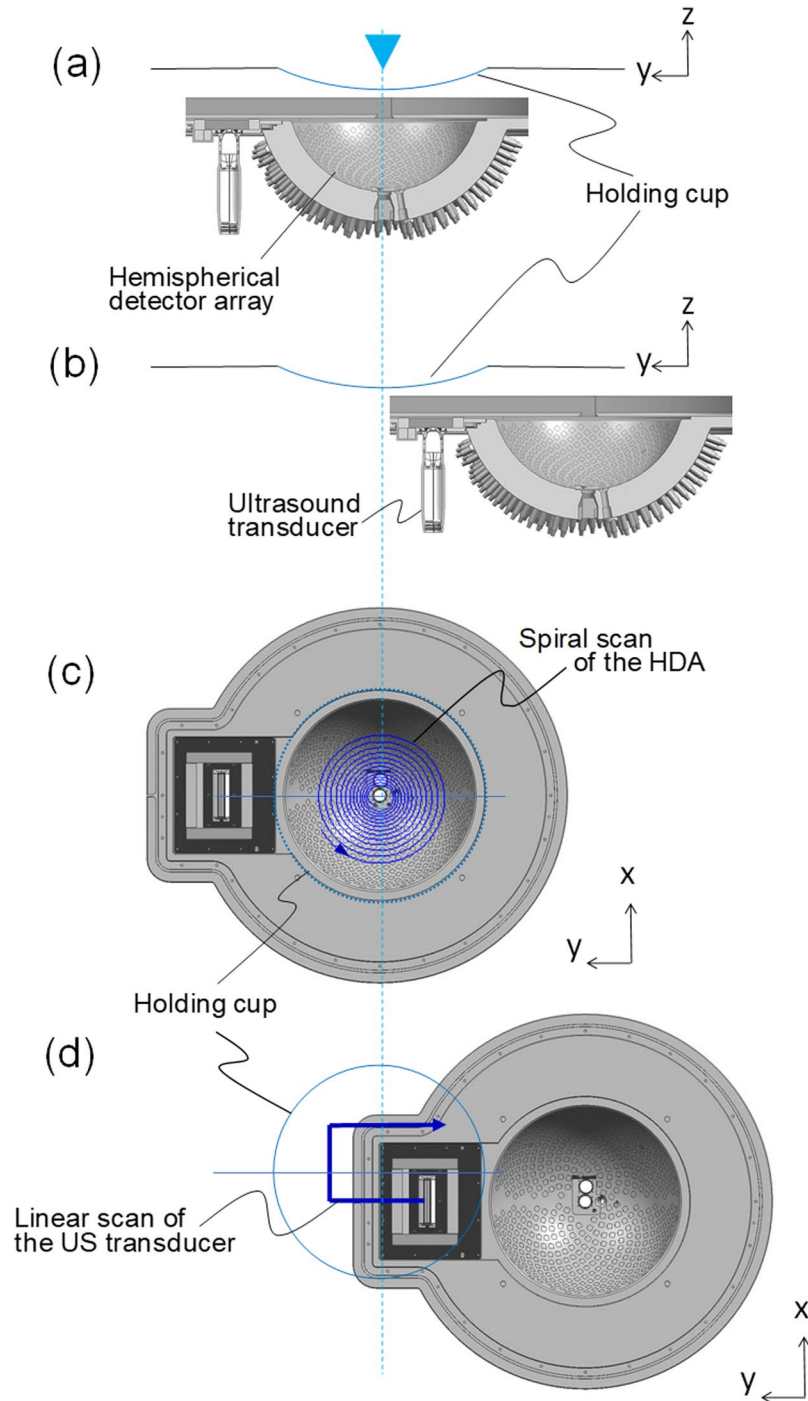 (a)
z
y
Holding cup
Hemispherical
detector array
(b)
z
y
Ultrasound
transducer
(c)
Spiral scan
of the HDA
x
y
Holding cup
(d)
Linear scan of
the US transducer
x
y